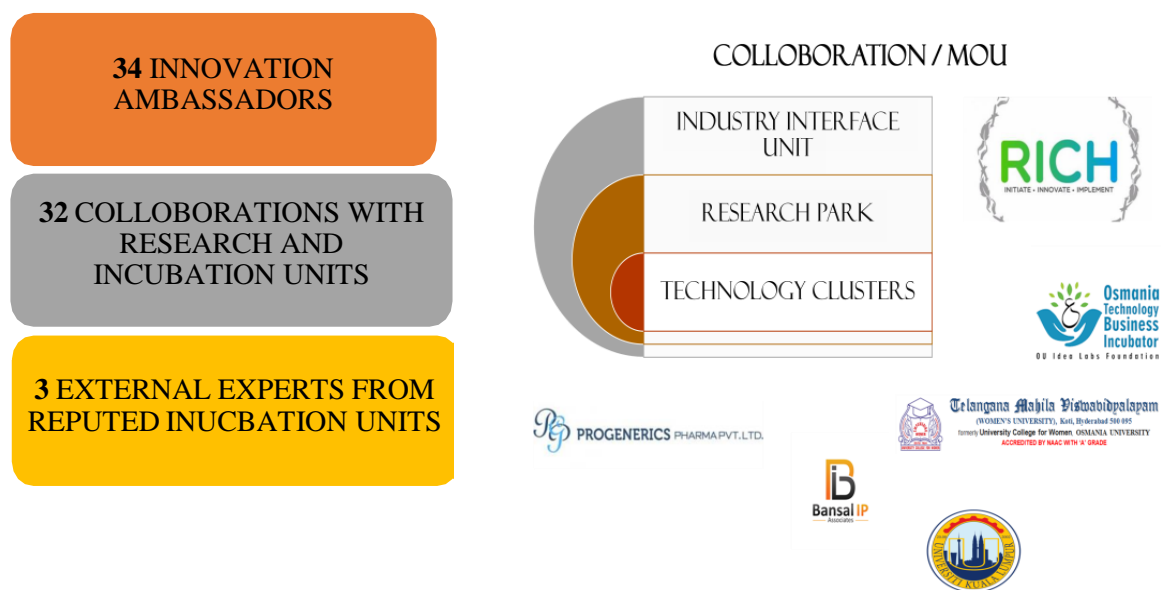 34 INNOVATION
AMBASSADORS
32 COLLOBORATIONS WITH
RESEARCH AND
INCUBATION UNITS
3 EXTERNAL EXPERTS FROM
REPUTED INUCBATION UNITS
COLLOBORATION / MOU
INDUSTRY INTERFACE
UNIT
RESEARCH PARK
TECHNOLOGY CLUSTERS
RICH
INITIATE • INNOVATE • IMPLEMENT
Osmania
Technology
Business
Incubator
OU Idea Labs Foundation
PROGENERICS PHARMA PVT. LTD.
Telangana Mahila Viswavidyalayam
(WOMEN'S UNIVERSITY), Koti, Hyderabad 500 095
formerly University College for Women, OSMANIA UNIVERSITY
ACCREDITED BY NAAC WITH 'A' GRADE
Bansal IP
Associates
UNIVERSITI KUALA LUMPUR